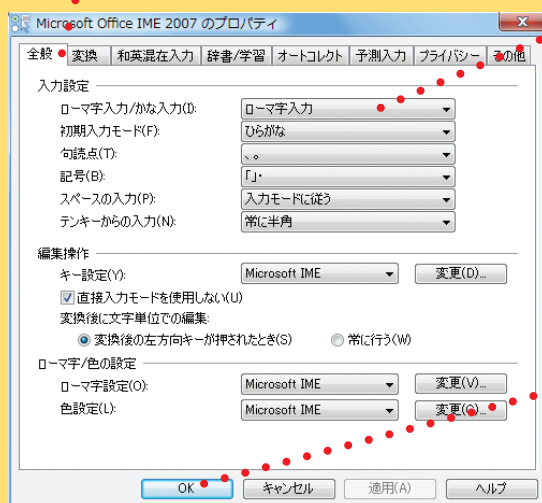 Microsoft Office IME 2007 のプロパティ
全般 変換 和英混在入力 辞書/学習 オートコレクト 予測入力 プライバシー その他
入力設定
ローマ字入力/かな入力(I): ローマ字入力
初期入力モード(F): ひらがな
句読点(T): 、。
記号(B): 「」・
スペースの入力(P): 入力モードに従う
テンキーからの入力(N): 常に半角
編集操作
キー設定(Y): Microsoft IME 変更(D)...
直接入力モードを使用しない(U)
変換後に文字単位での編集:
変換後の左方向キーが押されたとき(S) 常に行う(W)
ローマ字/色の設定
ローマ字設定(O): Microsoft IME 変更(V)...
色設定(L): Microsoft IME 変更(G)...
OK キャンセル 適用(A) ヘルプ